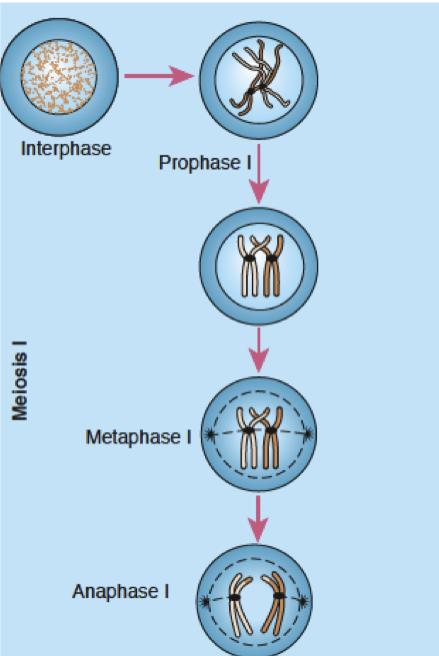 Interphase
Prophase I
Meiosis I
Metaphase I
Anaphase I